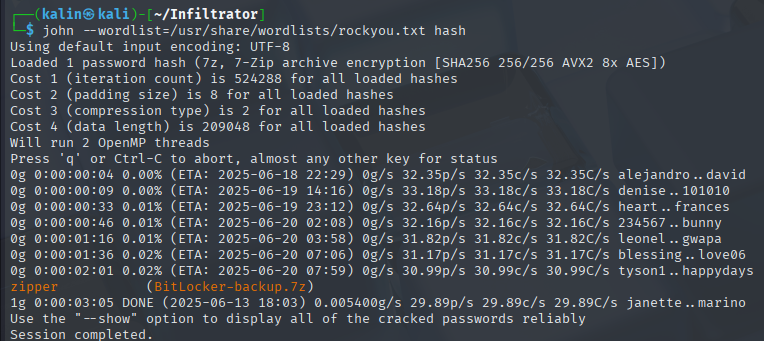 ┌──(kalin㉿kali)-[~/Infiltrator]
└─$ john --wordlist=/usr/share/wordlists/rockyou.txt hash
Using default input encoding: UTF-8
Loaded 1 password hash (7z, 7-Zip archive encryption [SHA256 256/256 AVX2 8x AES])
Cost 1 (iteration count) is 524288 for all loaded hashes
Cost 2 (padding size) is 8 for all loaded hashes
Cost 3 (compression type) is 2 for all loaded hashes
Cost 4 (data length) is 209048 for all loaded hashes
Will run 2 OpenMP threads
Press 'q' or Ctrl-C to abort, almost any other key for status
0g 0:00:00:04 0.00% (ETA: 2025-06-18 22:29) 0g/s 32.35p/s 32.35c/s 32.35C/s alejandro..david
0g 0:00:00:09 0.00% (ETA: 2025-06-19 14:16) 0g/s 33.18p/s 33.18c/s 33.18C/s denise..101010
0g 0:00:00:33 0.01% (ETA: 2025-06-19 23:12) 0g/s 32.64p/s 32.64c/s 32.64C/s heart..frances
0g 0:00:00:46 0.01% (ETA: 2025-06-20 02:08) 0g/s 32.16p/s 32.16c/s 32.16C/s 234567..bunny
0g 0:00:01:16 0.01% (ETA: 2025-06-20 03:58) 0g/s 31.82p/s 31.82c/s 31.82C/s leonel..gwapa
0g 0:00:01:36 0.02% (ETA: 2025-06-20 07:06) 0g/s 31.17p/s 31.17c/s 31.17C/s blessing..love06
0g 0:00:02:01 0.02% (ETA: 2025-06-20 07:59) 0g/s 30.99p/s 30.99c/s 30.99C/s tyson1..happydays
zipper           (BitLocker-backup.7z)
1g 0:00:03:05 DONE (2025-06-13 18:03) 0.005400g/s 29.89p/s 29.89c/s 29.89C/s janette..marino
Use the "--show" option to display all of the cracked passwords reliably
Session completed.